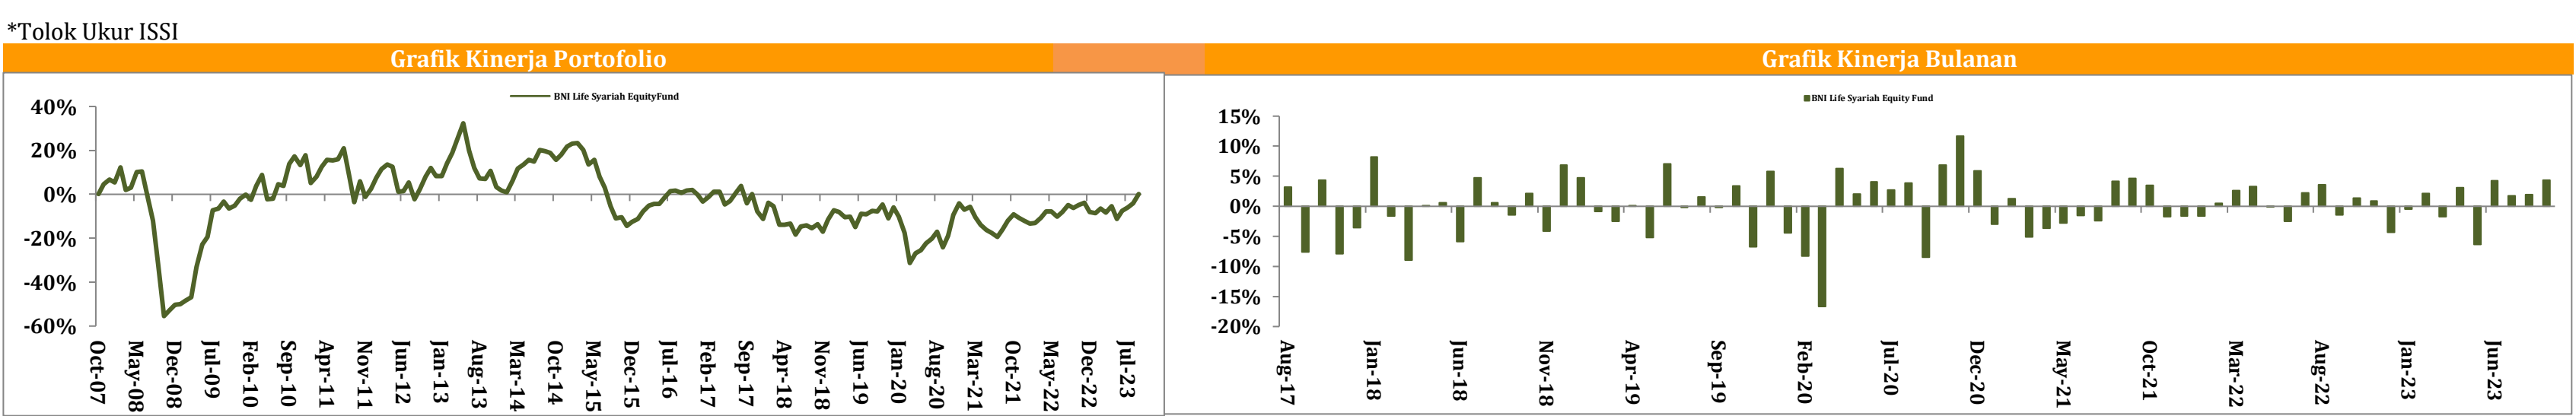 *Tolok Ukur ISSI
Grafik Kinerja Portofolio
Grafik Kinerja Bulanan
BNI Life Syariah EquityFund
40%
20%
0%
-20%
-40%
-60%
Oct-07
May-08
Dec-08
Jul-09
Feb-10
Sep-10
Apr-11
Nov-11
Jun-12
Jan-13
Aug-13
Mar-14
Oct-14
May-15
Dec-15
Jul-16
Feb-17
Sep-17
Apr-18
Nov-18
Jun-19
Jan-20
Aug-20
Mar-21
Oct-21
May-22
Dec-22
Jul-23
BNI Life Syariah Equity Fund
15%
10%
5%
0%
-5%
-10%
-15%
-20%
Aug-17
Jan-18
Jun-18
Nov-18
Apr-19
Sep-19
Feb-20
Jul-20
Dec-20
May-21
Oct-21
Mar-22
Aug-22
Jan-23
Jun-23